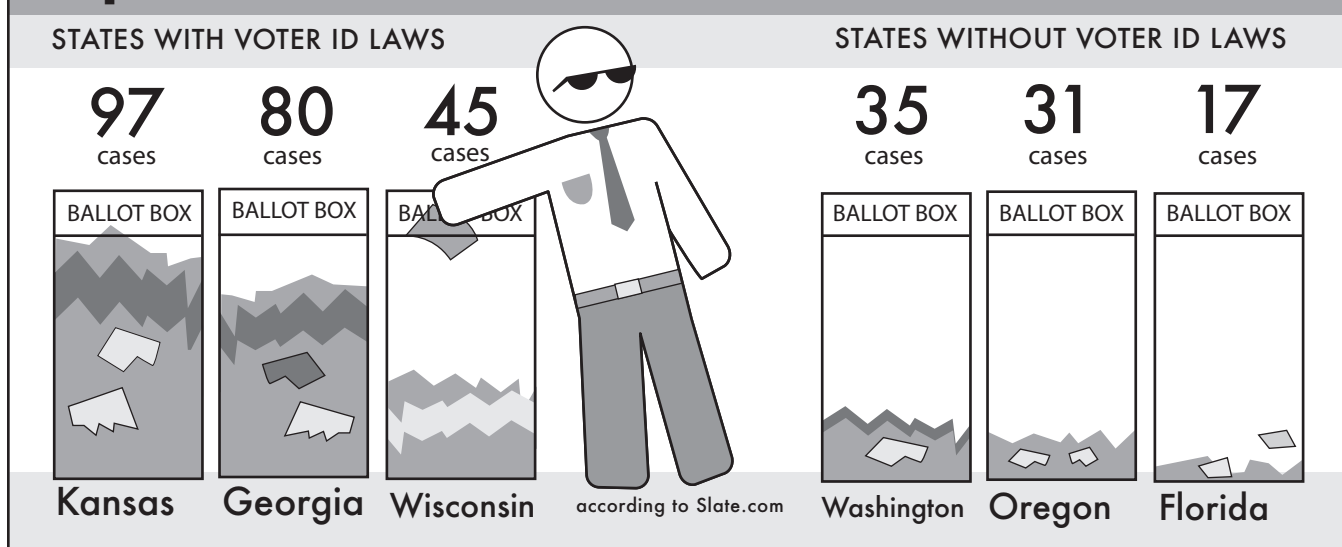 STATES WITH VOTER ID LAWS
STATES WITHOUT VOTER ID LAWS
97 80 45
cases cases cases
35 31 17
cases cases cases
BALLOT BOX BALLOT BOX
BALLOT BOX BALLOT BOX BALLOT BOX
Kansas Georgia Wisconsin
according to Slate.com
Washington Oregon Florida